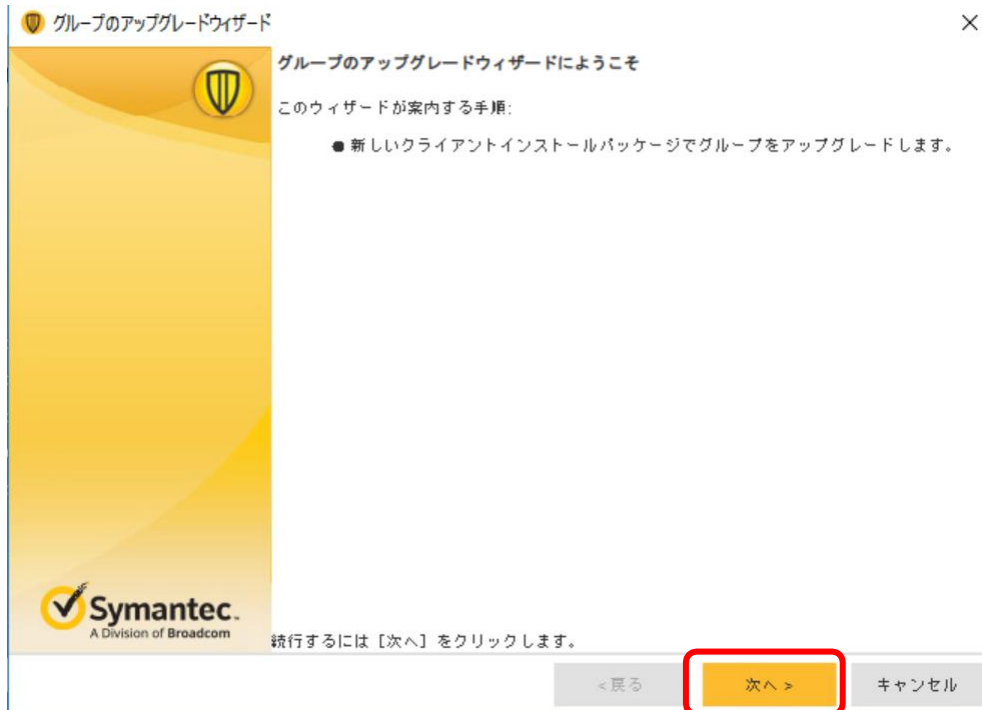 グループのアップグレードウィザード
グループのアップグレードウィザードにようこそ
このウィザードが案内する手順:
● 新しいクライアントインストールパッケージでグループをアップグレードします。
Symantec.
A Division of Broadcom
続行するには [次へ] をクリックします。
<戻る
次へ >
キャンセル